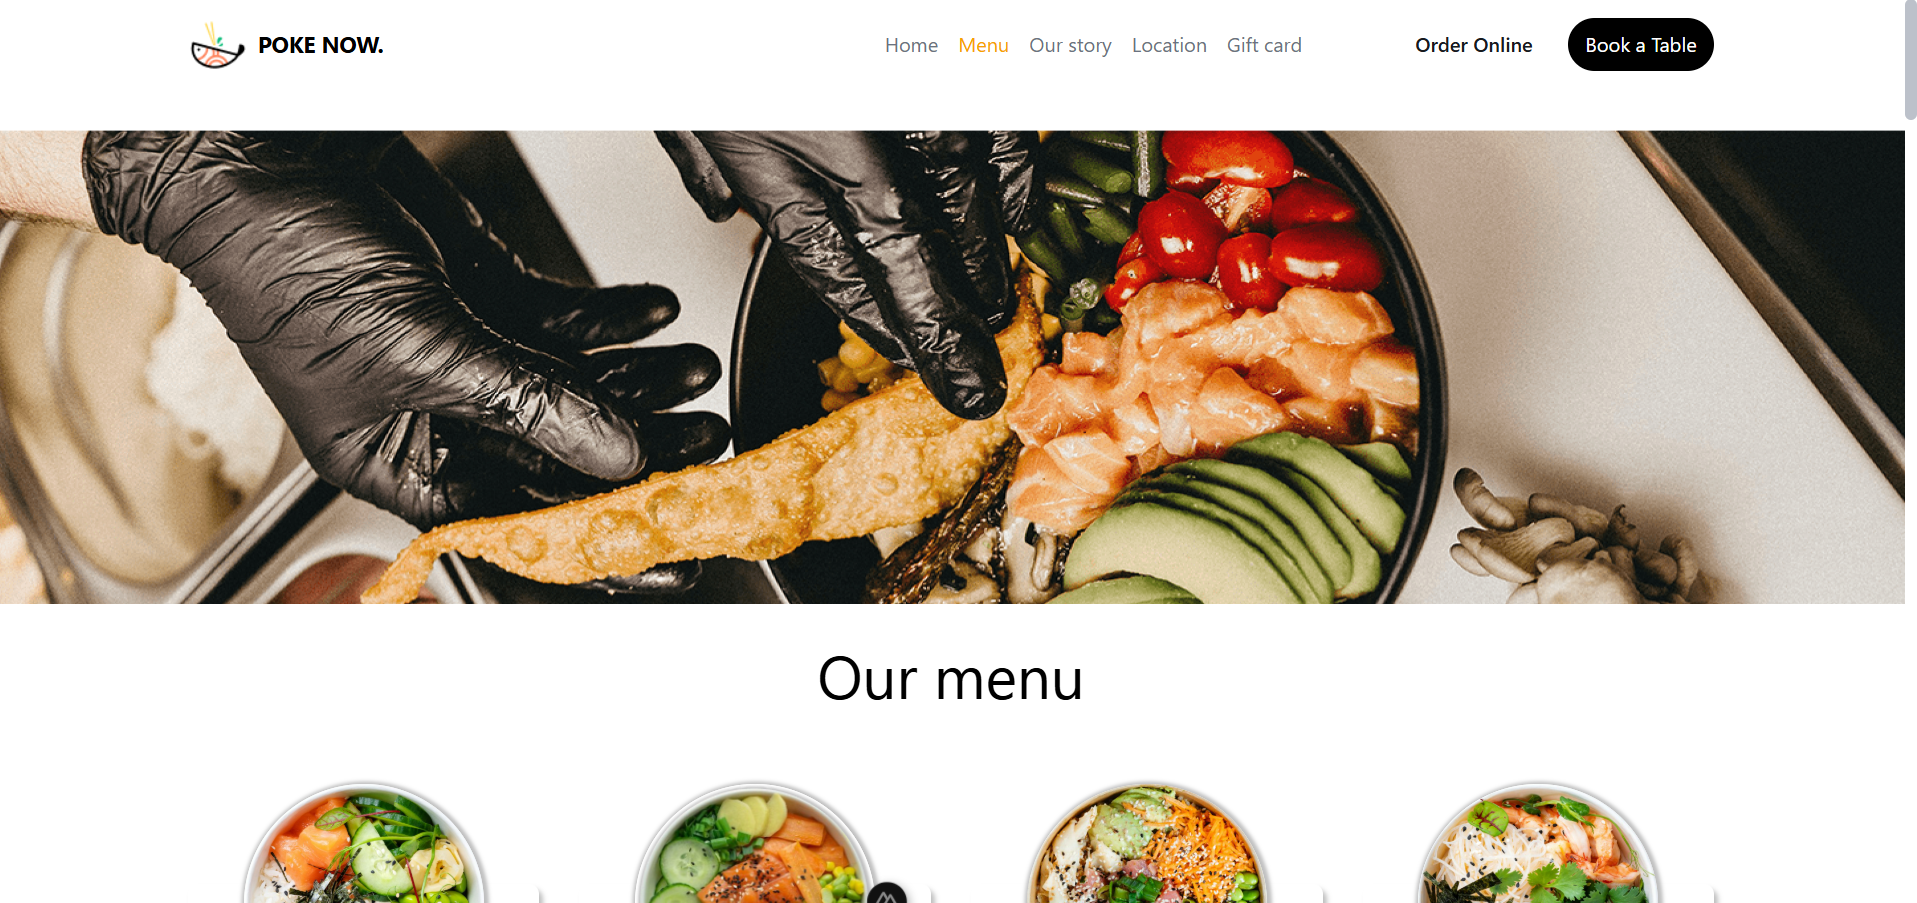 POKE NOW.
Home Menu Our story Location Gift card
Order Online
Book a Table
Our menu